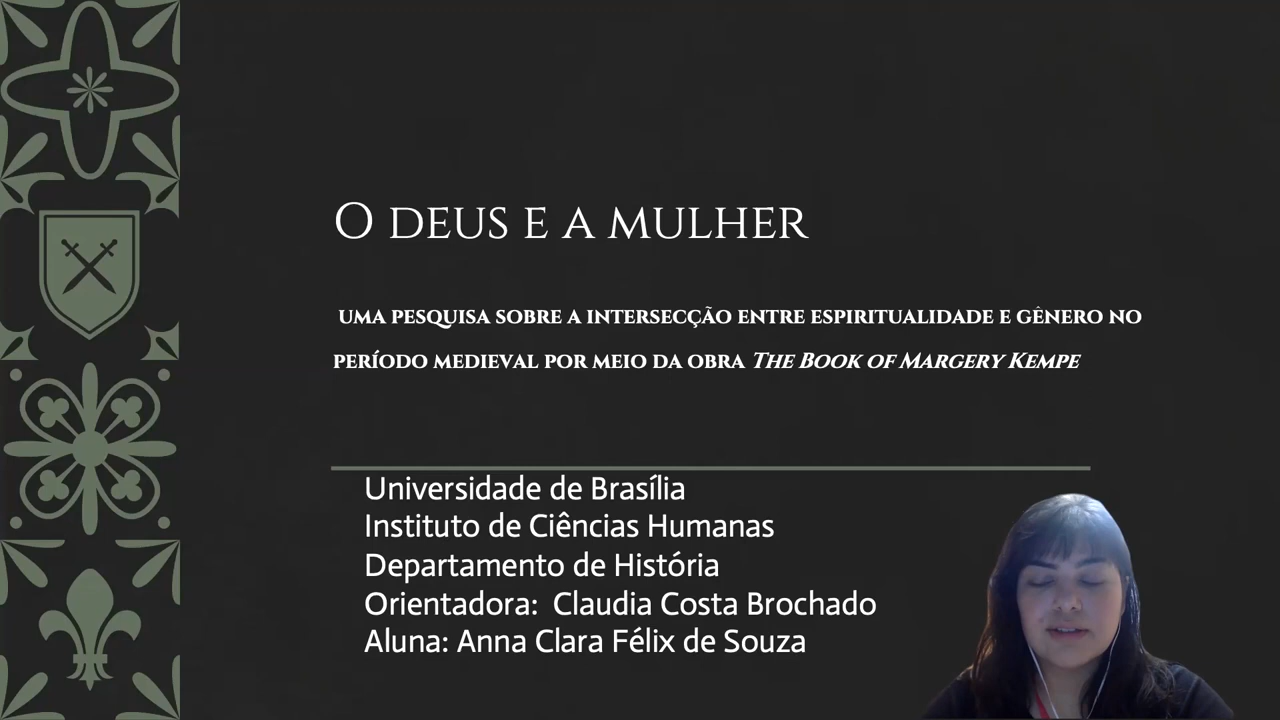 O DEUS E A MULHER
UMA PESQUISA SOBRE A INTERSECÇÃO ENTRE ESPIRITUALIDADE E GÊNERO NO
PERÍODO MEDIEVAL POR MEIO DA OBRA THE BOOK OF MARGERY KEMPE
Universidade de Brasília
Instituto de Ciências Humanas
Departamento de História
Orientadora:  Claudia Costa Brochado
Aluna: Anna Clara Félix de Souza